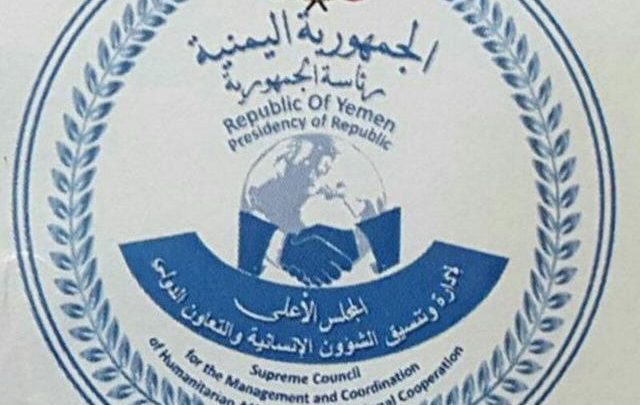 الجمهورية اليمنية
رئاسة الجمهورية
Republic Of Yemen
Presidency of Republic
المجلس الأعلى
لإدارة وتنسيق الشؤون الإنسانية والتعاون الدولي
Supreme Council
for the Management and Coordination
of Humanitarian Cooperation